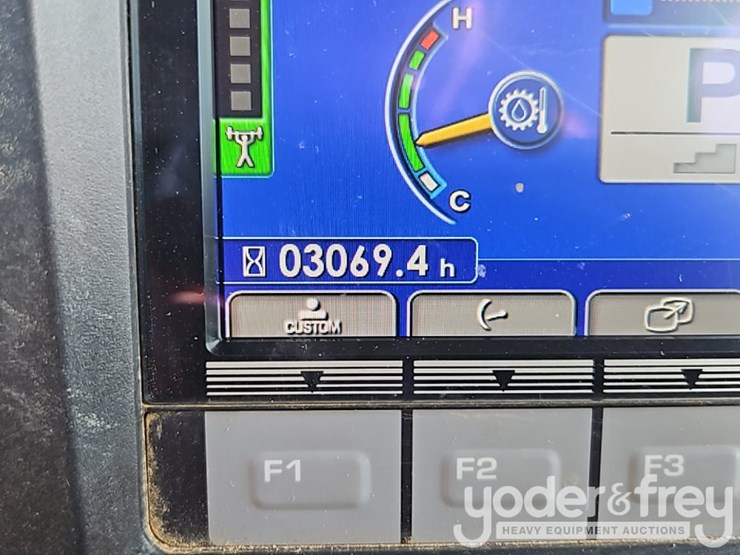 H
P
C
03069.4 h
CUSTOM
F1
F2
F3
yoder&frey
HEAVY EQUIPMENT AUCTIONS